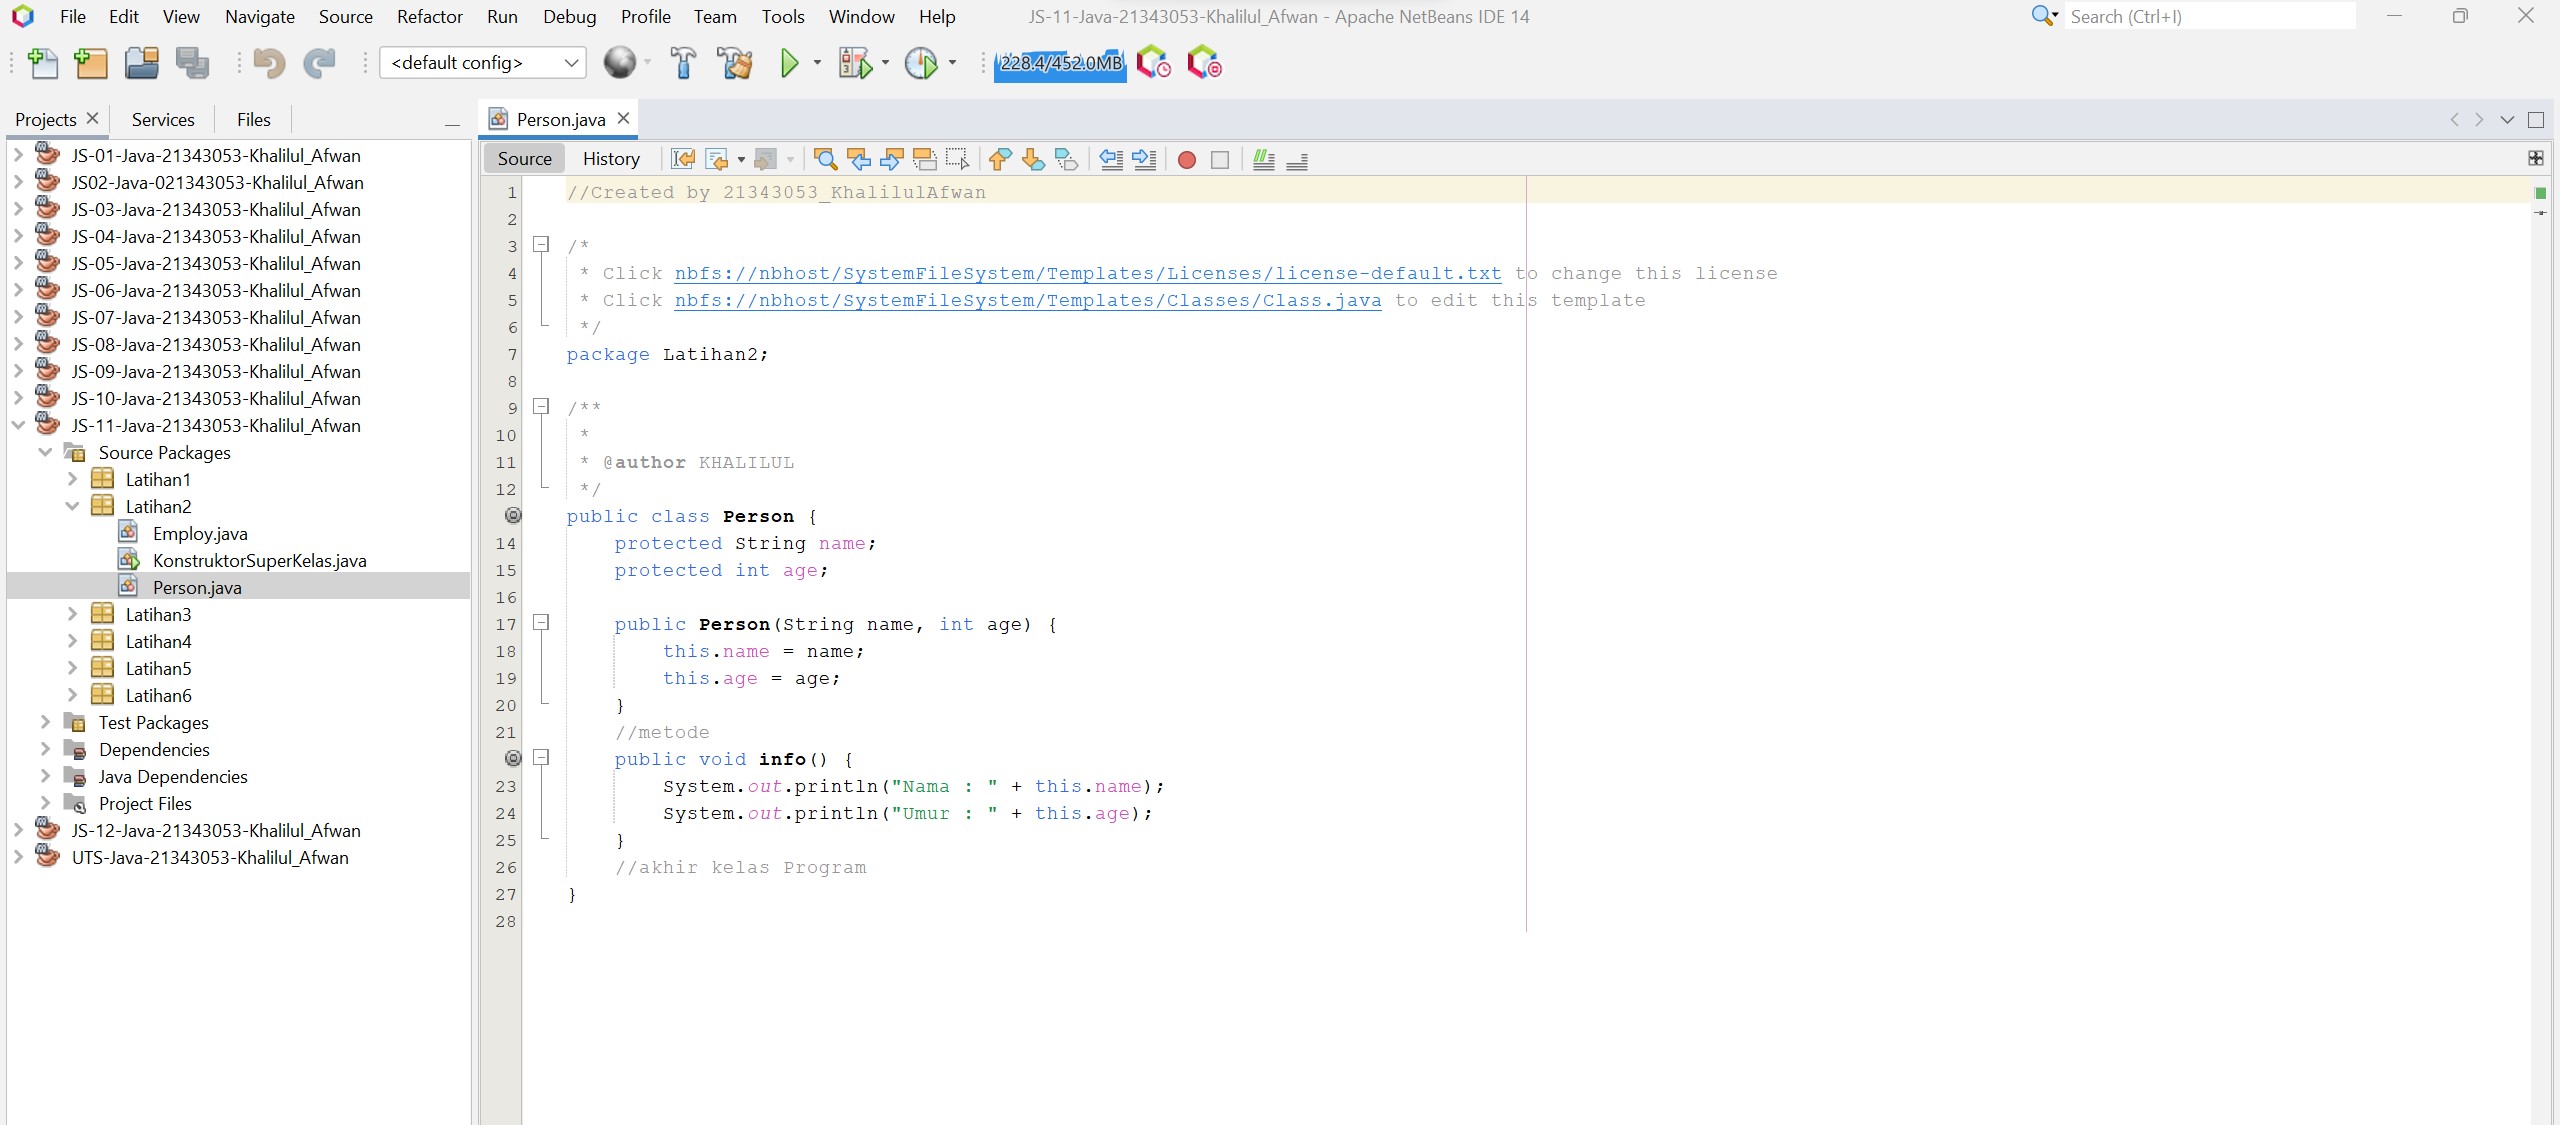 File Edit View Navigate Source Refactor Run Debug Profile Team Tools Window Help
JS-11-Java-21343053-Khalilul_Afwan - Apache NetBeans IDE 14
Search (Ctrl+I)
<default config>
228.4/452.0MB
Projects
Services
Files
JS-01-Java-21343053-Khalilul_Afwan
JS02-Java-021343053-Khalilul_Afwan
JS-03-Java-21343053-Khalilul_Afwan
JS-04-Java-21343053-Khalilul_Afwan
JS-05-Java-21343053-Khalilul_Afwan
JS-06-Java-21343053-Khalilul_Afwan
JS-07-Java-21343053-Khalilul_Afwan
JS-08-Java-21343053-Khalilul_Afwan
JS-09-Java-21343053-Khalilul_Afwan
JS-10-Java-21343053-Khalilul_Afwan
JS-11-Java-21343053-Khalilul_Afwan
Source Packages
Latihan1
Latihan2
Employ.java
KonstruktorSuperKelas.java
Person.java
Latihan3
Latihan4
Latihan5
Latihan6
Test Packages
Dependencies
Java Dependencies
Project Files
JS-12-Java-21343053-Khalilul_Afwan
UTS-Java-21343053-Khalilul_Afwan
Person.java
Source
History
1 //Created by 21343053_KhalilulAfwan
2
3 /*
4 * Click nbfs://nbhost/SystemFileSystem/Templates/Licenses/license-default.txt to change this license
5 * Click nbfs://nbhost/SystemFileSystem/Templates/Classes/Class.java to edit this template
6 */
7 package Latihan2;
8
9 /**
10 *
11 * @author KHALILUL
12 */
public class Person {
14 protected String name;
15 protected int age;
16
17 public Person(String name, int age) {
18 this.name = name;
19 this.age = age;
20 }
21 //metode
public void info() {
23 System.out.println("Nama : " + this.name);
24 System.out.println("Umur : " + this.age);
25 }
26 //akhir kelas Program
27 }
28